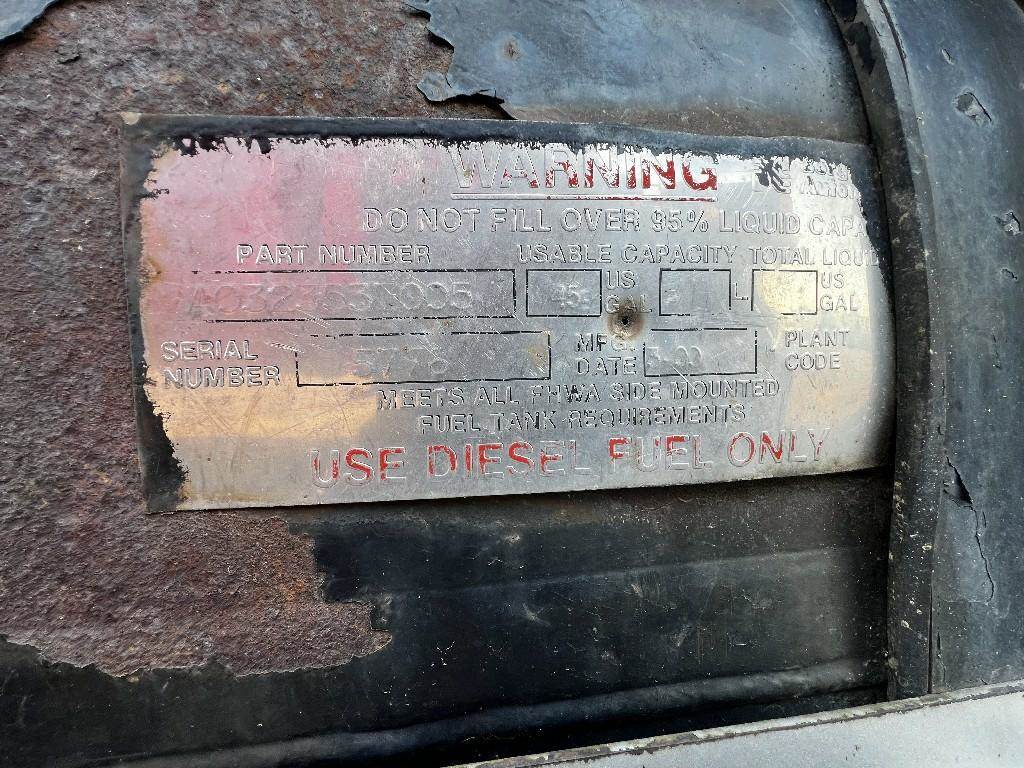 WARNING
DO NOT FILL OVER 95% LIQUID CAPA
PART NUMBER USABLE CAPACITY TOTAL LIQUI
45 US GAL L US GAL
SERIAL NUMBER MFG. DATE PLANT CODE
MEETS ALL FHWA SIDE MOUNTED
FUEL TANK REQUIREMENTS
USE DIESEL FUEL ONLY